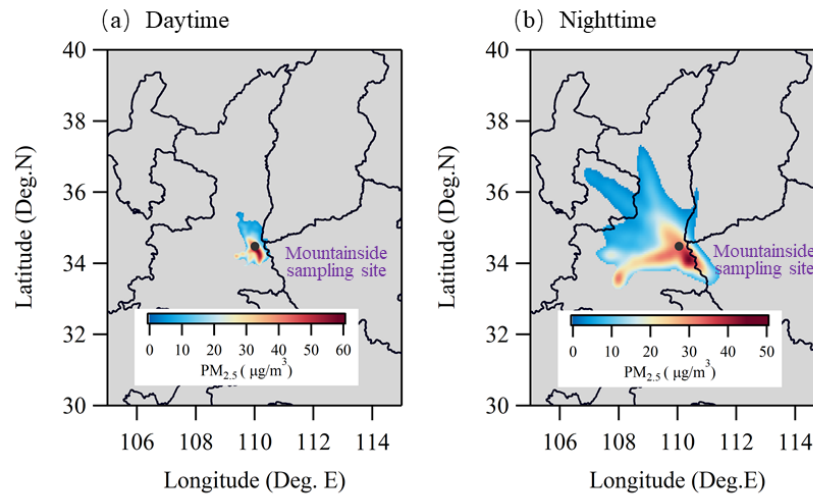 (a) Daytime
40
38
36
34
32
30
Latitude (Deg.N)
Mountainside
sampling site
0 10 20 30 40 50 60
PM2.5 ( μg/m3)
106 108 110 112 114
Longitude (Deg. E)
(b) Nighttime
40
38
36
34
32
30
Latitude (Deg.N)
Mountainside
sampling site
0 10 20 30 40 50
PM2.5 ( μg/m3)
106 108 110 112 114
Longitude (Deg.E)